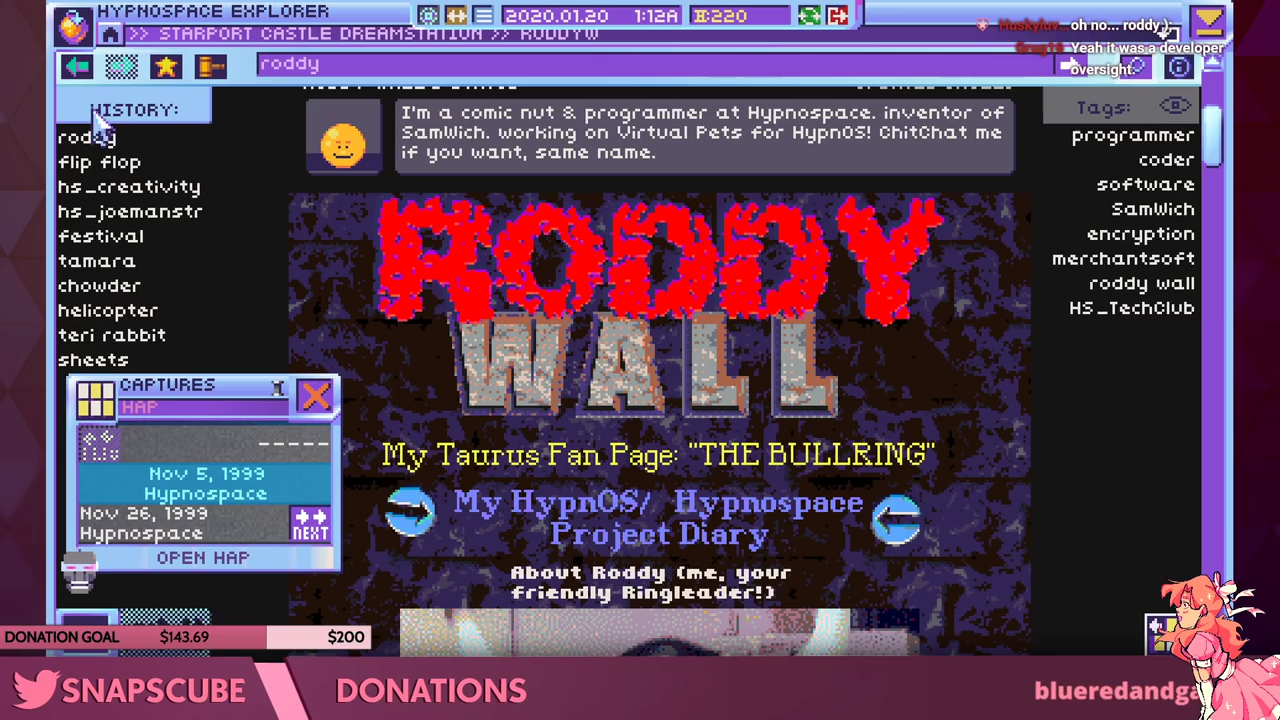 HYPNOSPACE EXPLORER
2020.01.20 1:12A
220
>> STARPORT CASTLE DREAMSTATION >> RODDYW
oh no... roddy ):
Yeah it was a developer
oversight.
roddy
HISTORY:
roddy
flip flop
hs_creativity
hs_joemanstr
festival
tamara
chowder
helicopter
teri rabbit
sheets
I'm a comic nut & programmer at Hypnospace. inventor of
SamWich. working on Virtual Pets for HypnOS! ChitChat me
if you want, same name.
Tags:
programmer
coder
software
SamWich
encryption
merchantsoft
roddy wall
HS_TechClub
RODDY
WALL
My Taurus Fan Page: "THE BULLRING"
My HypnOS/ Hypnospace
Project Diary
About Roddy (me, your
friendly Ringleader!)
CAPTURES
HAP
-----
Nov 5, 1999
Hypnospace
Nov 26, 1999
Hypnospace
NEXT
OPEN HAP
DONATION GOAL $143.69 $200
SNAPSCUBE
DONATIONS